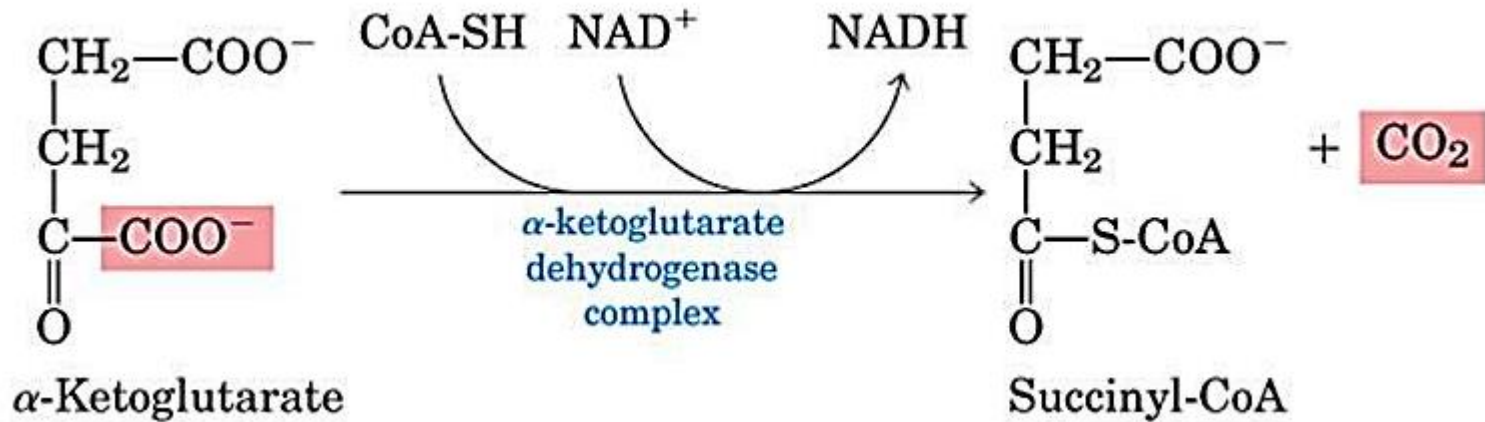 CoA-SH NAD⁺ NADH
CH₂—COO⁻ CH₂—COO⁻
CH₂ CH₂ + CO₂
C—COO⁻ C—S-CoA
O O
α-ketoglutarate
dehydrogenase
complex
α-Ketoglutarate Succinyl-CoA